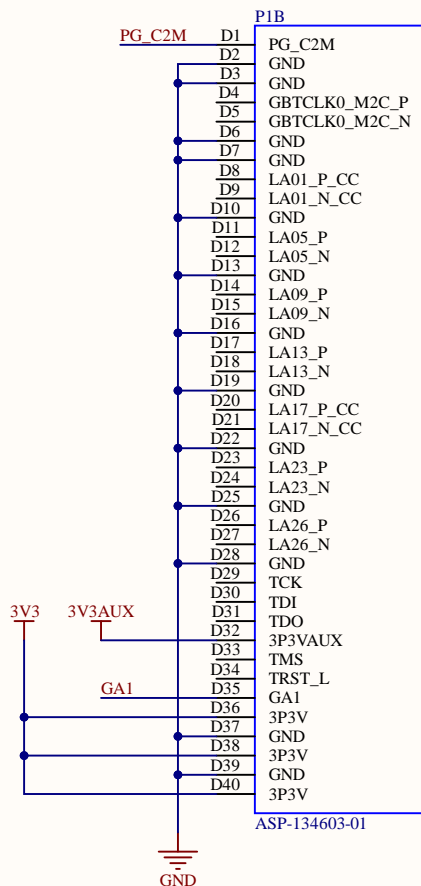 P1B
PG_C2M D1 PG_C2M
D2 GND
D3 GND
D4 GBTCLK0_M2C_P
D5 GBTCLK0_M2C_N
D6 GND
D7 GND
D8 LA01_P_CC
D9 LA01_N_CC
D10 GND
D11 LA05_P
D12 LA05_N
D13 GND
D14 LA09_P
D15 LA09_N
D16 GND
D17 LA13_P
D18 LA13_N
D19 GND
D20 LA17_P_CC
D21 LA17_N_CC
D22 GND
D23 LA23_P
D24 LA23_N
D25 GND
D26 LA26_P
D27 LA26_N
D28 GND
D29 TCK
D30 TDI
3V3 3V3AUX D31 TDO
D32 3P3VAUX
D33 TMS
D34 TRST_L
GA1 D35 GA1
D36 3P3V
D37 GND
D38 3P3V
D39 GND
D40 3P3V
ASP-134603-01
GND